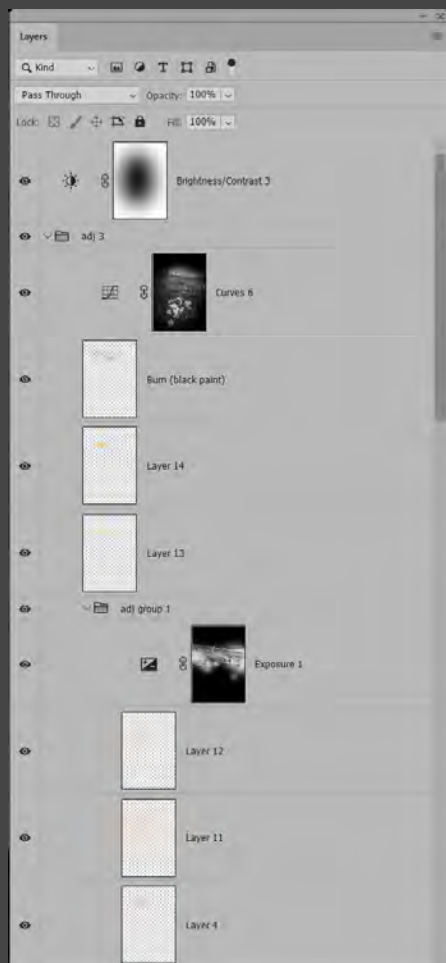 Layers
Kind
Pass Through Opacity: 100%
Lock: Fill: 100%
Brightness/Contrast 3
adj 3
Curves 6
Burn (black paint)
Layer 14
Layer 13
adj group 1
Exposure 1
Layer 12
Layer 11
Layer 4